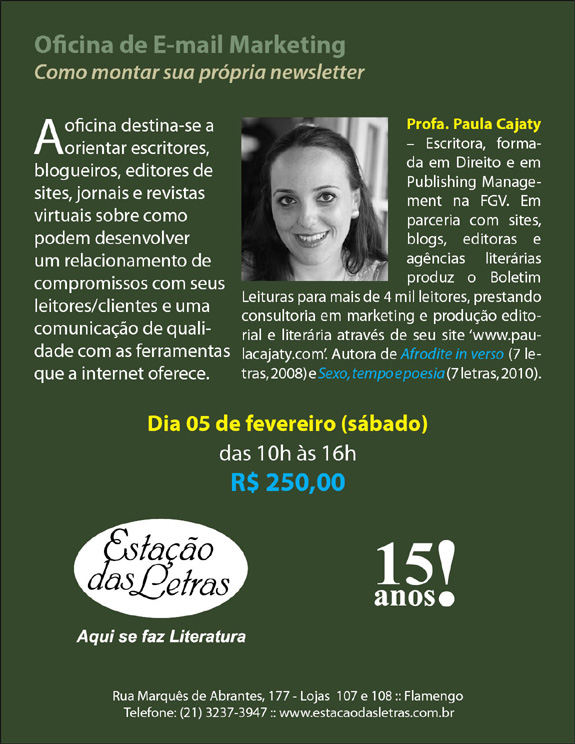 Oficina de E-mail Marketing
Como montar sua própria newsletter
A oficina destina-se a
orientar escritores,
blogueiros, editores de
sites, jornais e revistas
virtuais sobre como
podem desenvolver
um relacionamento de
compromissos com seus
leitores/clientes e uma
comunicação de quali-
dade com as ferramentas
que a internet oferece.
Profa. Paula Cajaty
– Escritora, forma-
da em Direito e em
Publishing Manage-
ment na FGV. Em
parceria com sites,
blogs, editoras e
agências literárias
produz o Boletim
Leituras para mais de 4 mil leitores, prestando
consultoria em marketing e produção edito-
rial e literária através de seu site ‘www.pau-
lacajaty.com’. Autora de Afrodite in verso (7 le-
tras, 2008) e Sexo, tempo e poesia (7 letras, 2010).
Dia 05 de fevereiro (sábado)
das 10h às 16h
R$ 250,00
Estação
das Letras
Aqui se faz Literatura
15!
anos
Rua Marquês de Abrantes, 177 - Lojas 107 e 108 :: Flamengo
Telefone: (21) 3237-3947 :: www.estacaodasletras.com.br